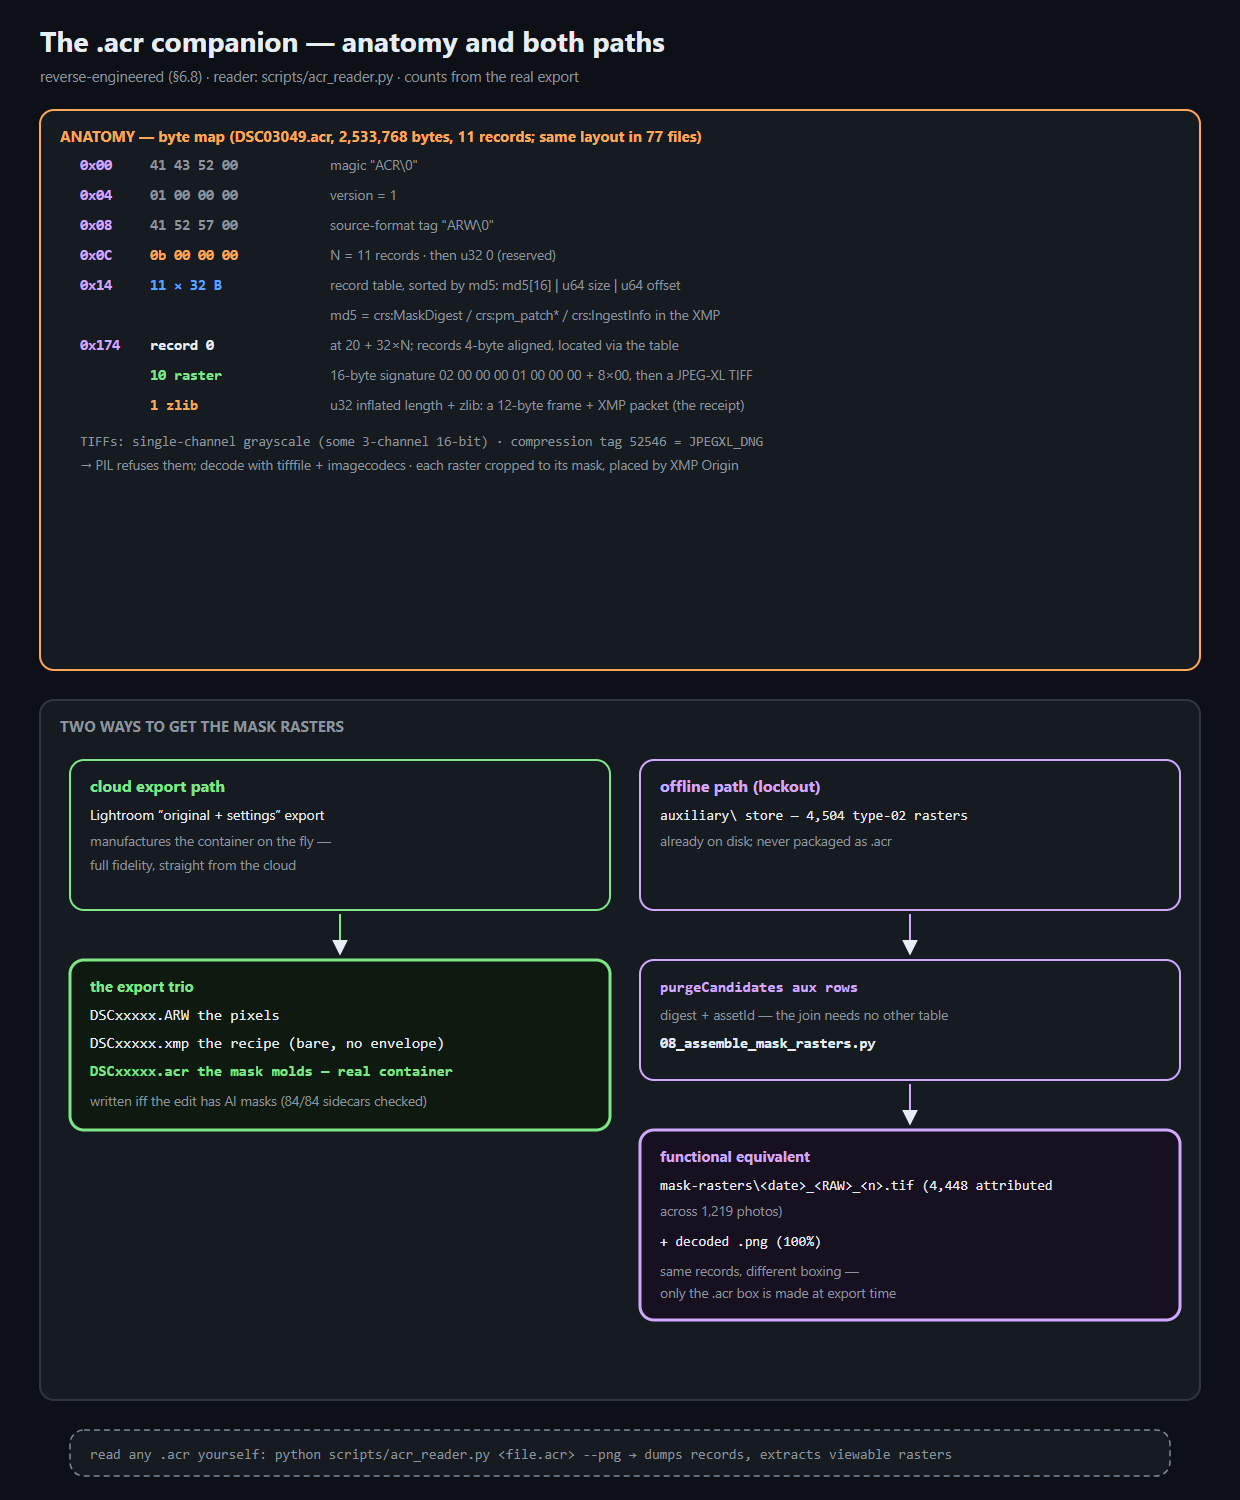 The .acr companion — anatomy and both paths
reverse-engineered (§6.8) · reader: scripts/acr_reader.py · counts from the real export
ANATOMY — byte map (DSC03049.acr, 2,533,768 bytes, 11 records; same layout in 77 files)
0x00 41 43 52 00 magic "ACR\0"
0x04 01 00 00 00 version = 1
0x08 41 52 57 00 source-format tag "ARW\0"
0x0C 0b 00 00 00 N = 11 records · then u32 0 (reserved)
0x14 11 × 32 B record table, sorted by md5: md5[16] | u64 size | u64 offset
md5 = crs:MaskDigest / crs:pm_patch* / crs:IngestInfo in the XMP
0x174 record 0 at 20 + 32×N; records 4-byte aligned, located via the table
10 raster 16-byte signature 02 00 00 00 01 00 00 00 + 8×00, then a JPEG-XL TIFF
1 zlib u32 inflated length + zlib: a 12-byte frame + XMP packet (the receipt)
TIFFs: single-channel grayscale (some 3-channel 16-bit) · compression tag 52546 = JPEGXL_DNG
→ PIL refuses them; decode with tifffile + imagecodecs · each raster cropped to its mask, placed by XMP Origin
TWO WAYS TO GET THE MASK RASTERS
cloud export path
Lightroom “original + settings” export
manufactures the container on the fly —
full fidelity, straight from the cloud
the export trio
DSCxxxxx.ARW the pixels
DSCxxxxx.xmp the recipe (bare, no envelope)
DSCxxxxx.acr the mask molds — real container
written iff the edit has AI masks (84/84 sidecars checked)
offline path (lockout)
auxiliary\ store — 4,504 type-02 rasters
already on disk; never packaged as .acr
purgeCandidates aux rows
digest + assetId — the join needs no other table
08_assemble_mask_rasters.py
functional equivalent
mask-rasters\<date>_<RAW>_<n>.tif (4,448 attributed
across 1,219 photos)
+ decoded .png (100%)
same records, different boxing —
only the .acr box is made at export time
read any .acr yourself: python scripts/acr_reader.py <file.acr> --png → dumps records, extracts viewable rasters